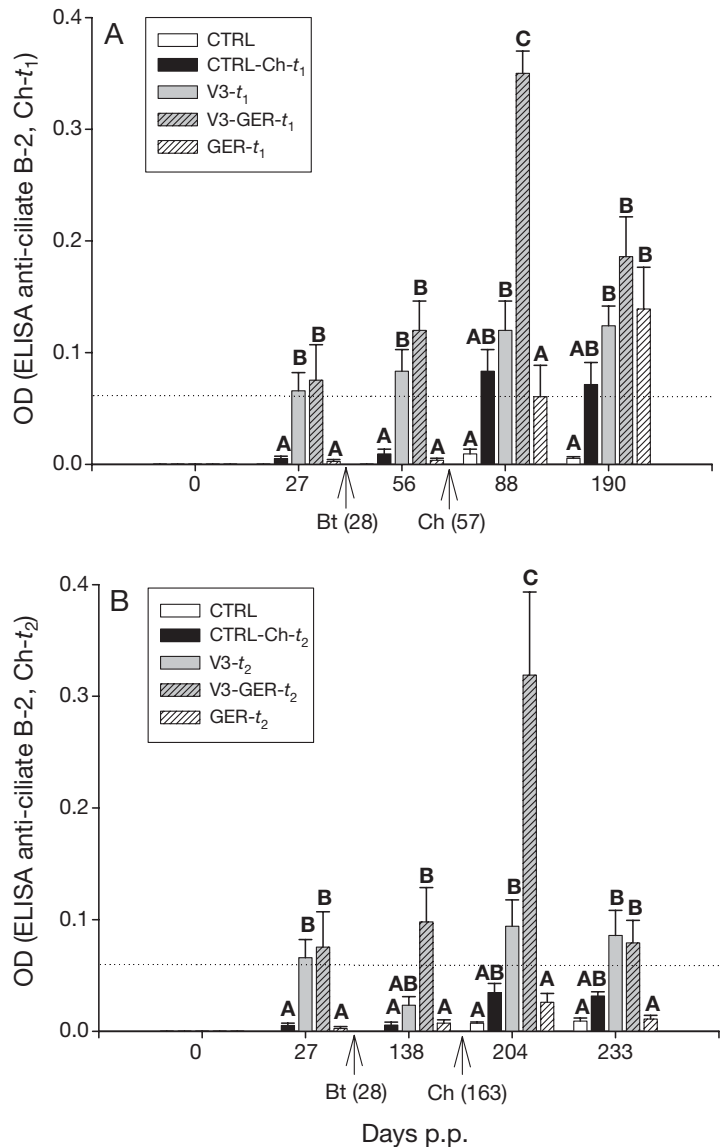 A
CTRL
CTRL-Ch-t1
V3-t1
V3-GER-t1
GER-t1
OD (ELISA anti-ciliate B-2, Ch-t1)
0.4
0.3
0.2
0.1
0.0
A B B A
A B B A
A AB B C A
A AB B B B
0 27 56 88 190
Bt (28) Ch (57)
B
CTRL
CTRL-Ch-t2
V3-t2
V3-GER-t2
GER-t2
OD (ELISA anti-ciliate B-2, Ch-t2)
0.4
0.3
0.2
0.1
0.0
A B B A
A AB B A
A AB B C A
A AB B B A
0 27 138 204 233
Bt (28) Ch (163)
Days p.p.